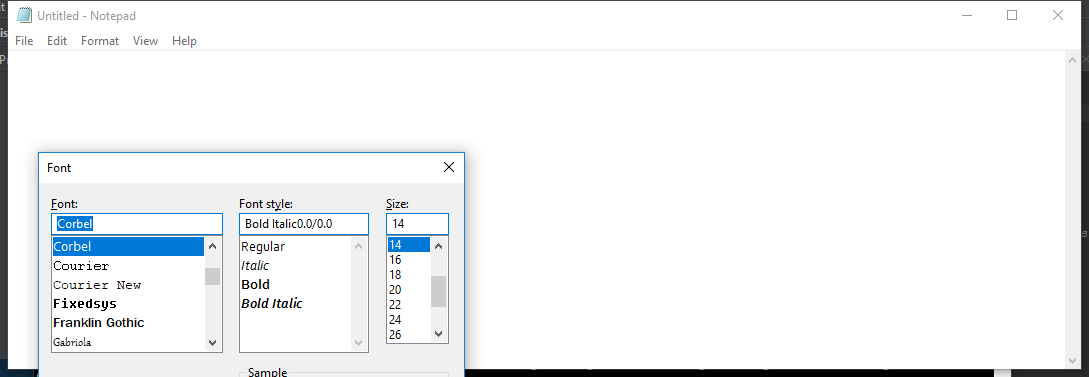 Untitled - Notepad
File Edit Format View Help
Font
Font: Font style: Size:
Corbel Bold Italic0.0/0.0 14
Corbel Regular 14
Courier Italic 16
Courier New Bold 18
Fixedsys Bold Italic 20
Franklin Gothic 22
Gabriola 24
26
Sample